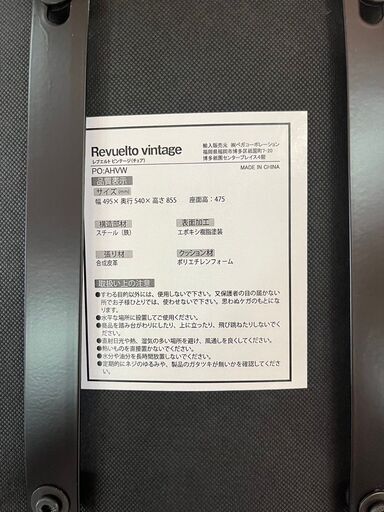 Revuelto vintage
レブエルト ビンテージ(チェア)
輸入販売元 ㈱ベガコーポレーション
福岡県福岡市博多区祇園町7-20
博多祇園センタープレイス4階
PO:AHVW
MADE IN CHINA
品質表示
サイズ(mm)
幅 495×奥行 540×高さ 855 座面高:475
構造部材 表面加工
スチール(鉄) エポキシ樹脂塗装
張り材 クッション材
合成皮革 ポリエチレンフォーム
取扱い上の注意
●すわる目的以外には、使用しないで下さい。又保護者の目の届かない
所でお子様ひとりでは、使わせないで下さい。思わぬケガのもとにな
ります。
●水平な場所に設置してご使用ください。
●商品を踏み台がわりにしたり、上に立ったり、飛び跳ねたりしないで
ください。
●直射日光や熱、湿気の多い場所を避け、風通しを良くしてください。
●熱いものを直接置かないでください。
●水分や油分を長時間放置しないでください。
●定期的にネジのゆるみや、製品のガタツキが無いかを確認してくださ
い。